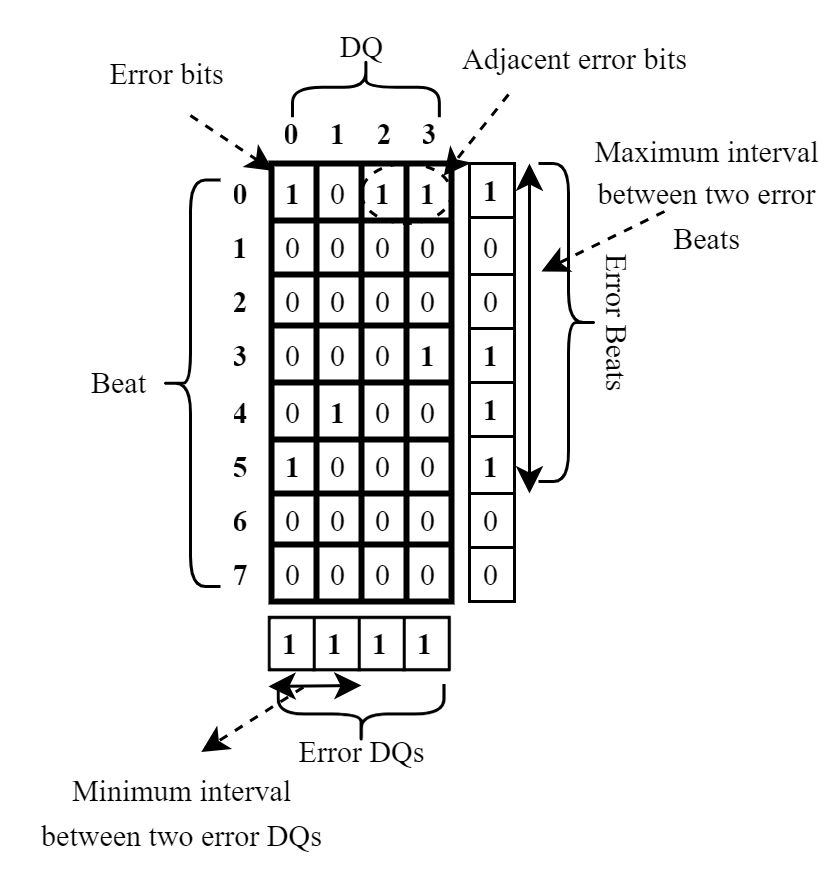 DQ
Error bits
Adjacent error bits
0 1 2 3
Maximum interval
between two error
Beats
0 1 0 1 1 1
1 0 0 0 0 0
2 0 0 0 0 0
3 0 0 0 1 1
4 0 1 0 0 1
5 1 0 0 0 1
6 0 0 0 0 0
7 0 0 0 0 0
Beat
Error Beats
1 1 1 1
Error DQs
Minimum interval
between two error DQs